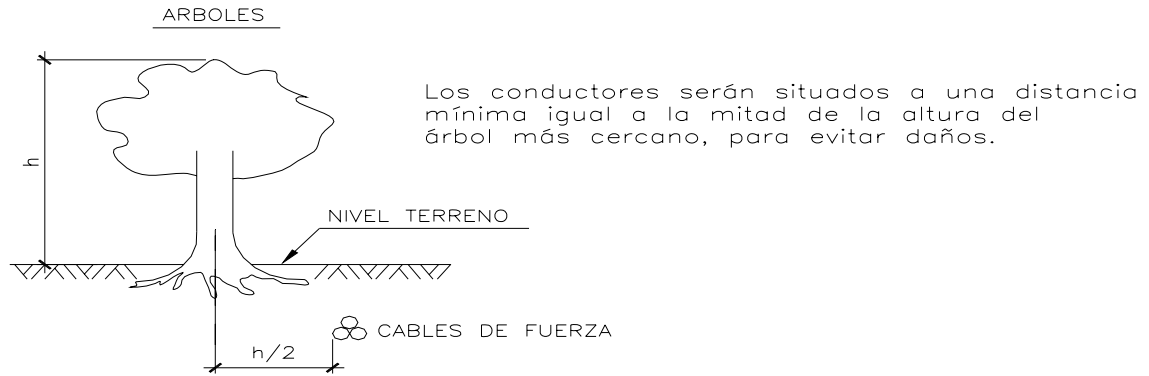 ARBOLES
Los conductores serán situados a una distancia
mínima igual a la mitad de la altura del
árbol más cercano, para evitar daños.
h
NIVEL TERRENO
CABLES DE FUERZA
h/2